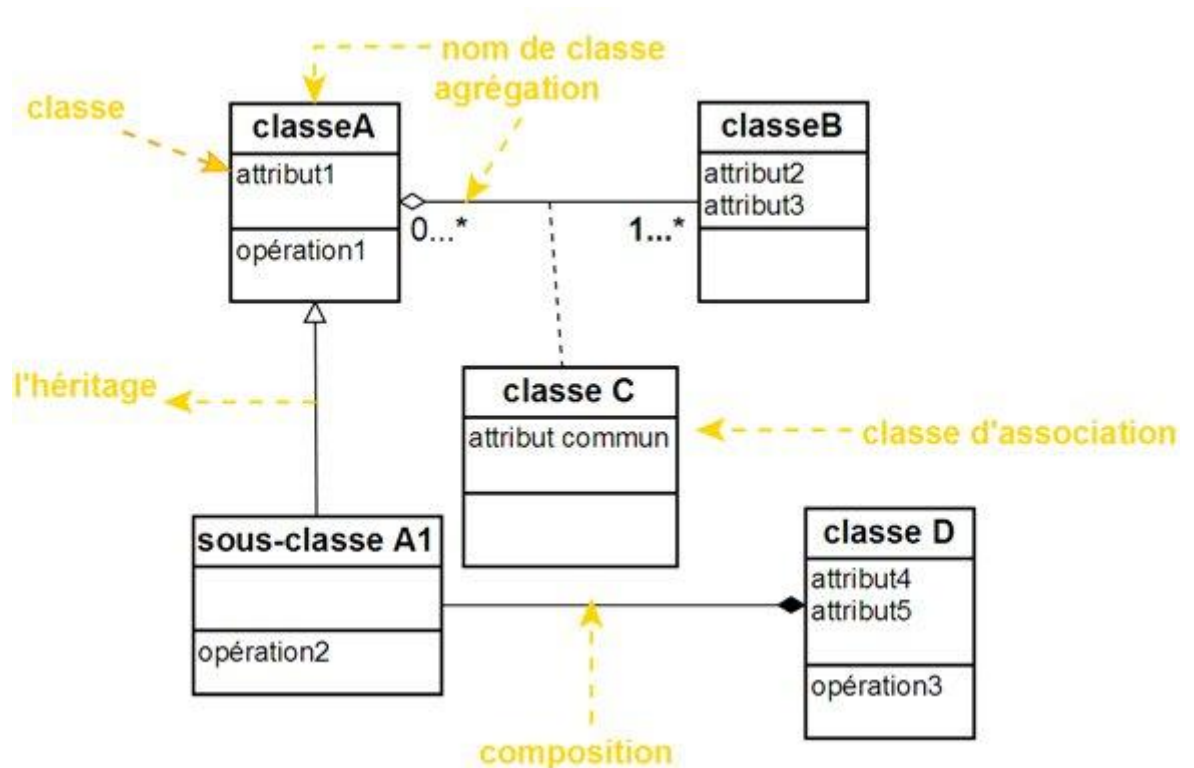 nom de classe
agrégation
classe
classeA
attribut1
opération1
0...*
1...*
classeB
attribut2
attribut3
l'héritage
classe C
attribut commun
classe d'association
sous-classe A1
opération2
classe D
attribut4
attribut5
opération3
composition